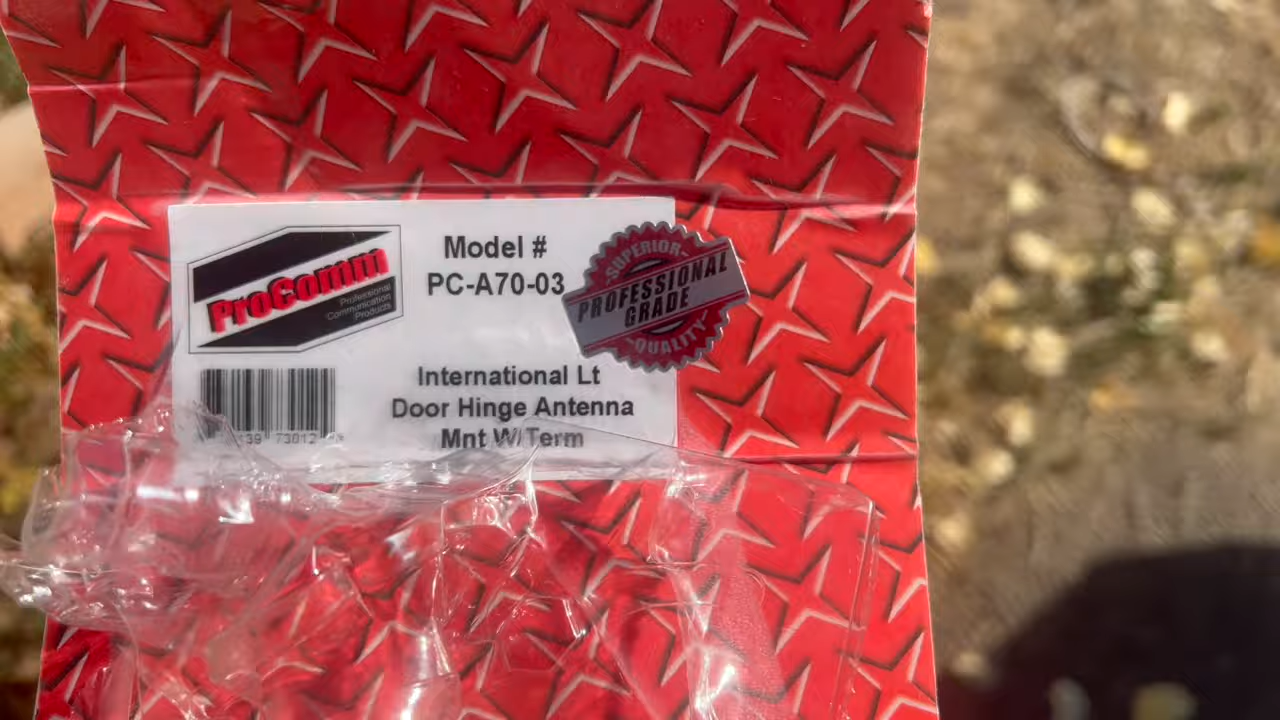 ProComm
Professional
Communication
Products
Model #
PC-A70-03
SUPERIOR
PROFESSIONAL
GRADE
QUALITY
International Lt
Door Hinge Antenna
Mnt W/Term
73012